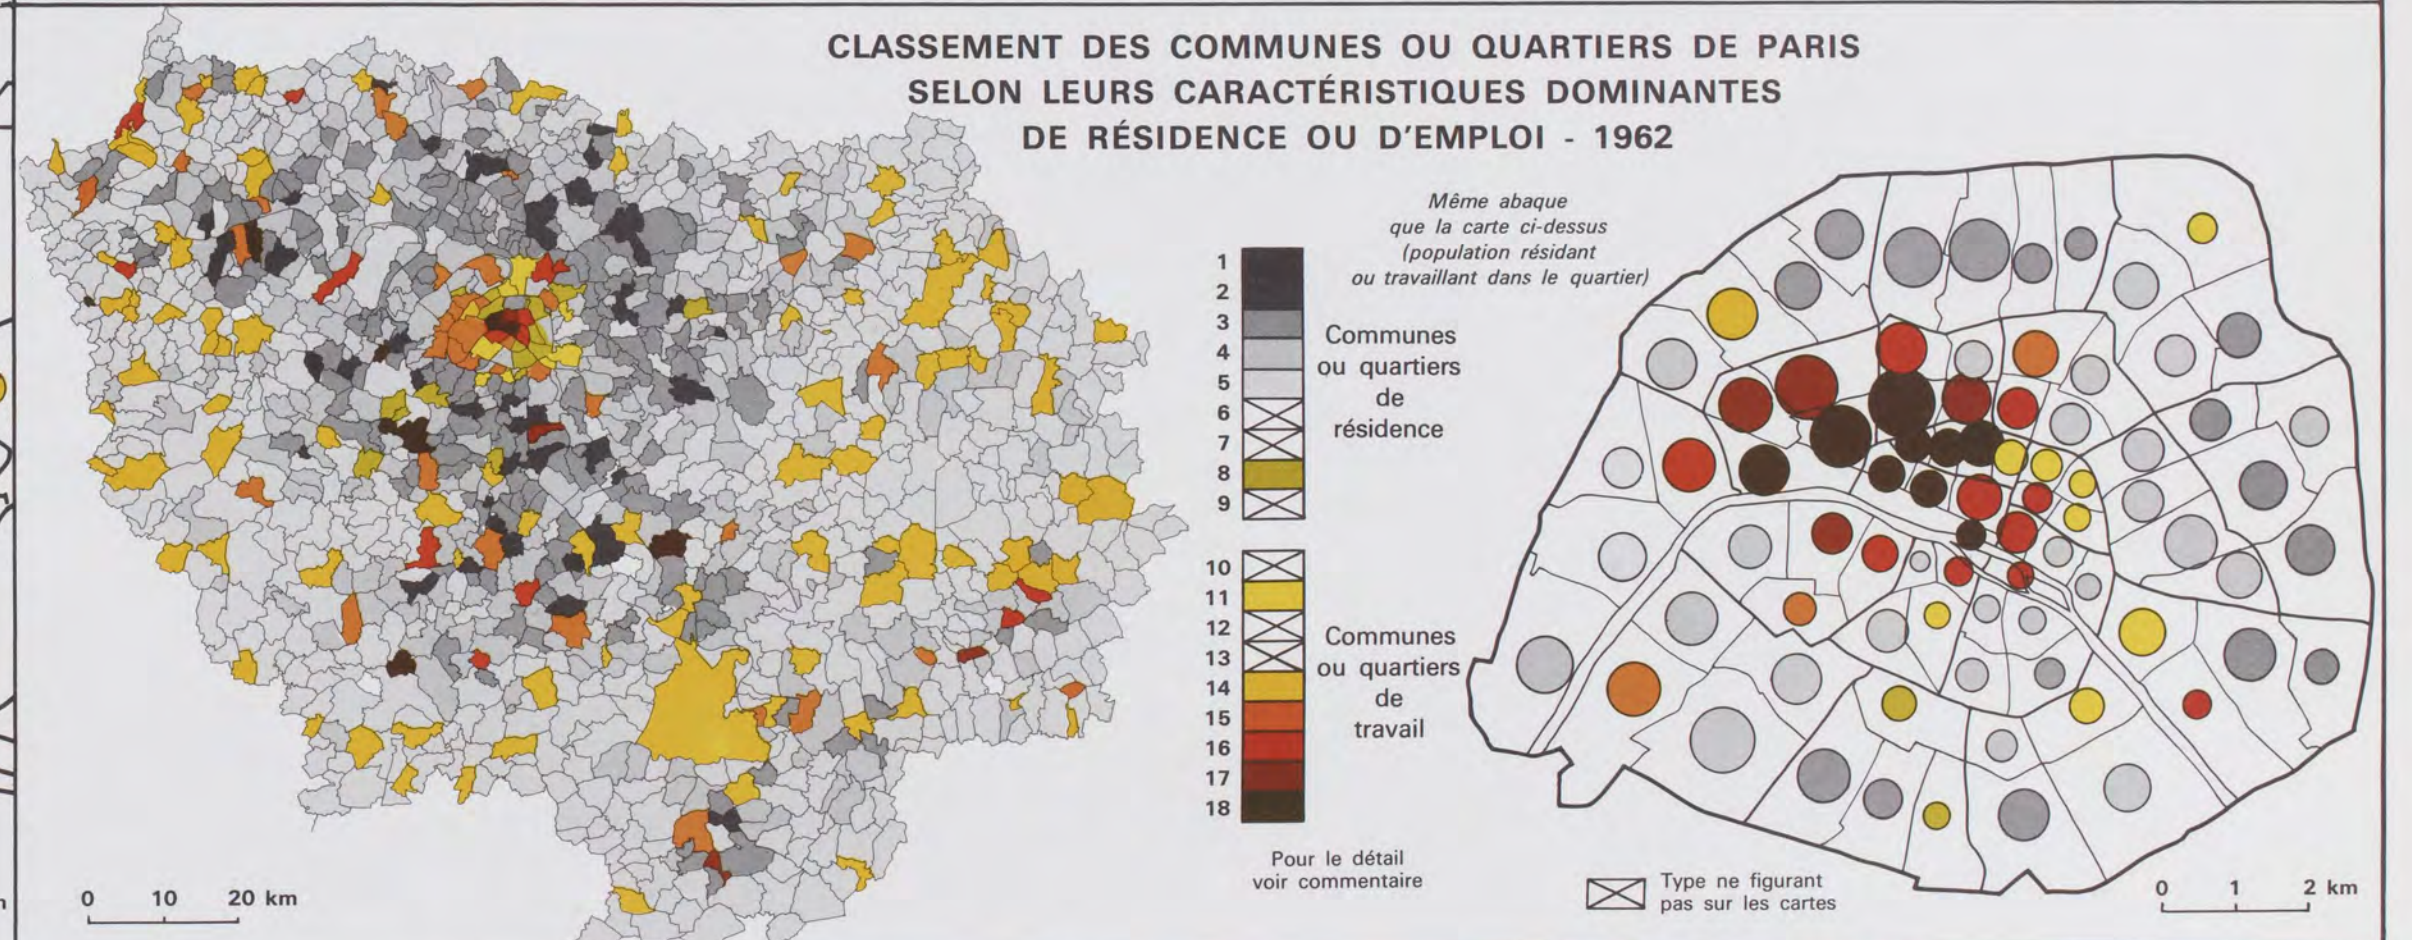 CLASSEMENT DES COMMUNES OU QUARTIERS DE PARIS
SELON LEURS CARACTÉRISTIQUES DOMINANTES
DE RÉSIDENCE OU D'EMPLOI - 1962
Même abaque
que la carte ci-dessus
(population résidant
ou travaillant dans le quartier)
1
2
3
4
5
6
7
8
9
Communes
ou quartiers
de
résidence
10
11
12
13
14
15
16
17
18
Communes
ou quartiers
de
travail
Pour le détail
voir commentaire
Type ne figurant
pas sur les cartes
0 10 20 km
0 1 2 km